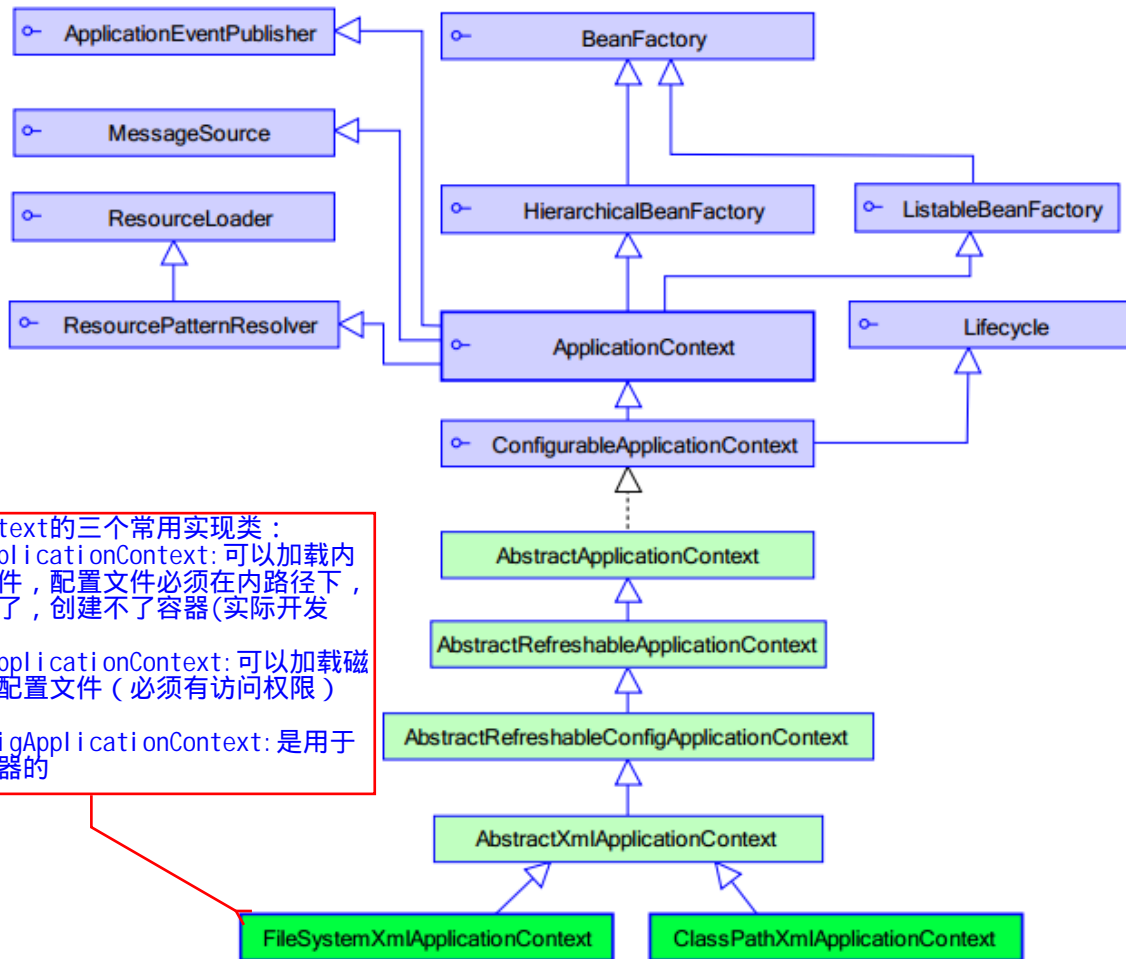 ApplicationEventPublisher
BeanFactory
MessageSource
ResourceLoader
HierarchicalBeanFactory
ListableBeanFactory
ResourcePatternResolver
ApplicationContext
Lifecycle
ConfigurableApplicationContext
text的三个常用实现类：
pplicationContext:可以加载内
件，配置文件必须在内路径下，
了，创建不了容器(实际开发
pplicationContext:可以加载磁
配置文件（必须有访问权限）
igApplicationContext:是用于
器的
AbstractApplicationContext
AbstractRefreshableApplicationContext
AbstractRefreshableConfigApplicationContext
AbstractXmlApplicationContext
FileSystemXmlApplicationContext
ClassPathXmlApplicationContext